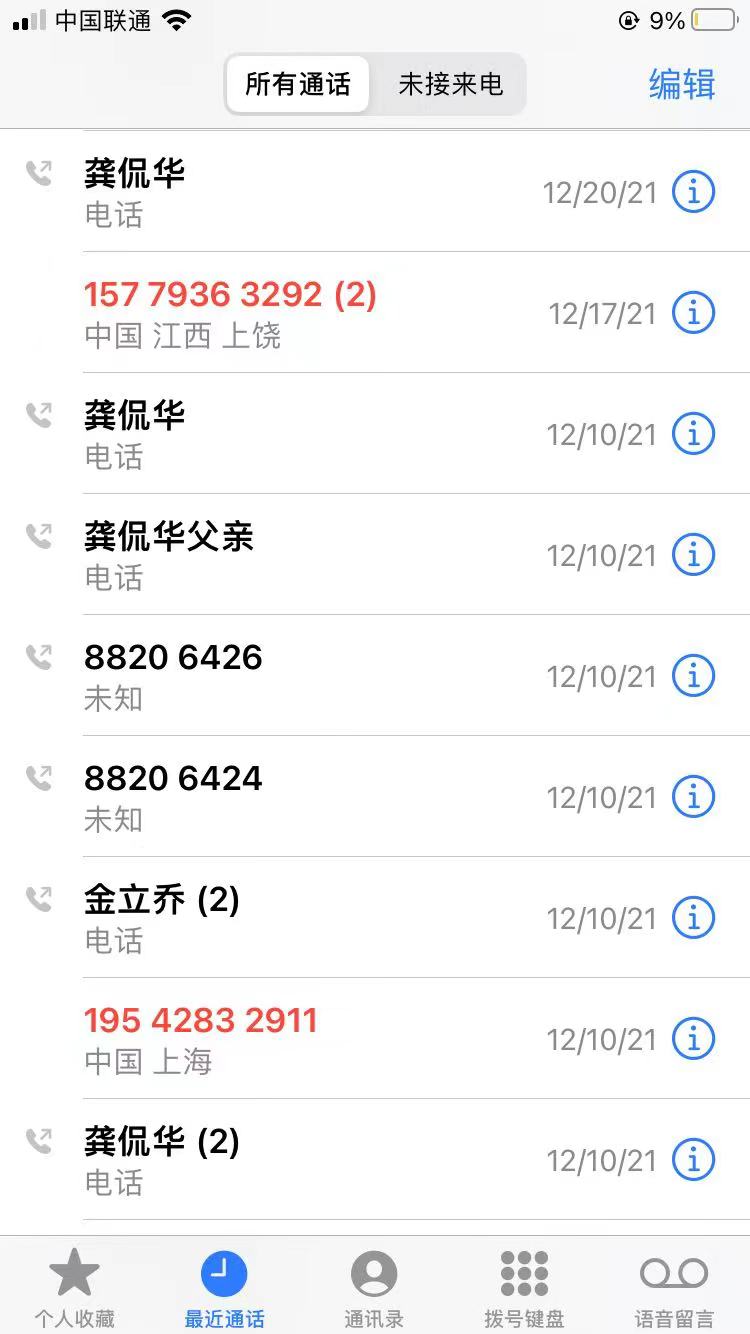 中国联通 9%
所有通话 未接来电 编辑
龚侃华
电话
12/20/21
157 7936 3292 (2)
中国 江西 上饶
12/17/21
龚侃华
电话
12/10/21
龚侃华父亲
电话
12/10/21
8820 6426
未知
12/10/21
8820 6424
未知
12/10/21
金立乔 (2)
电话
12/10/21
195 4283 2911
中国 上海
12/10/21
龚侃华 (2)
电话
12/10/21
个人收藏 最近通话 通讯录 拨号键盘 语音留言